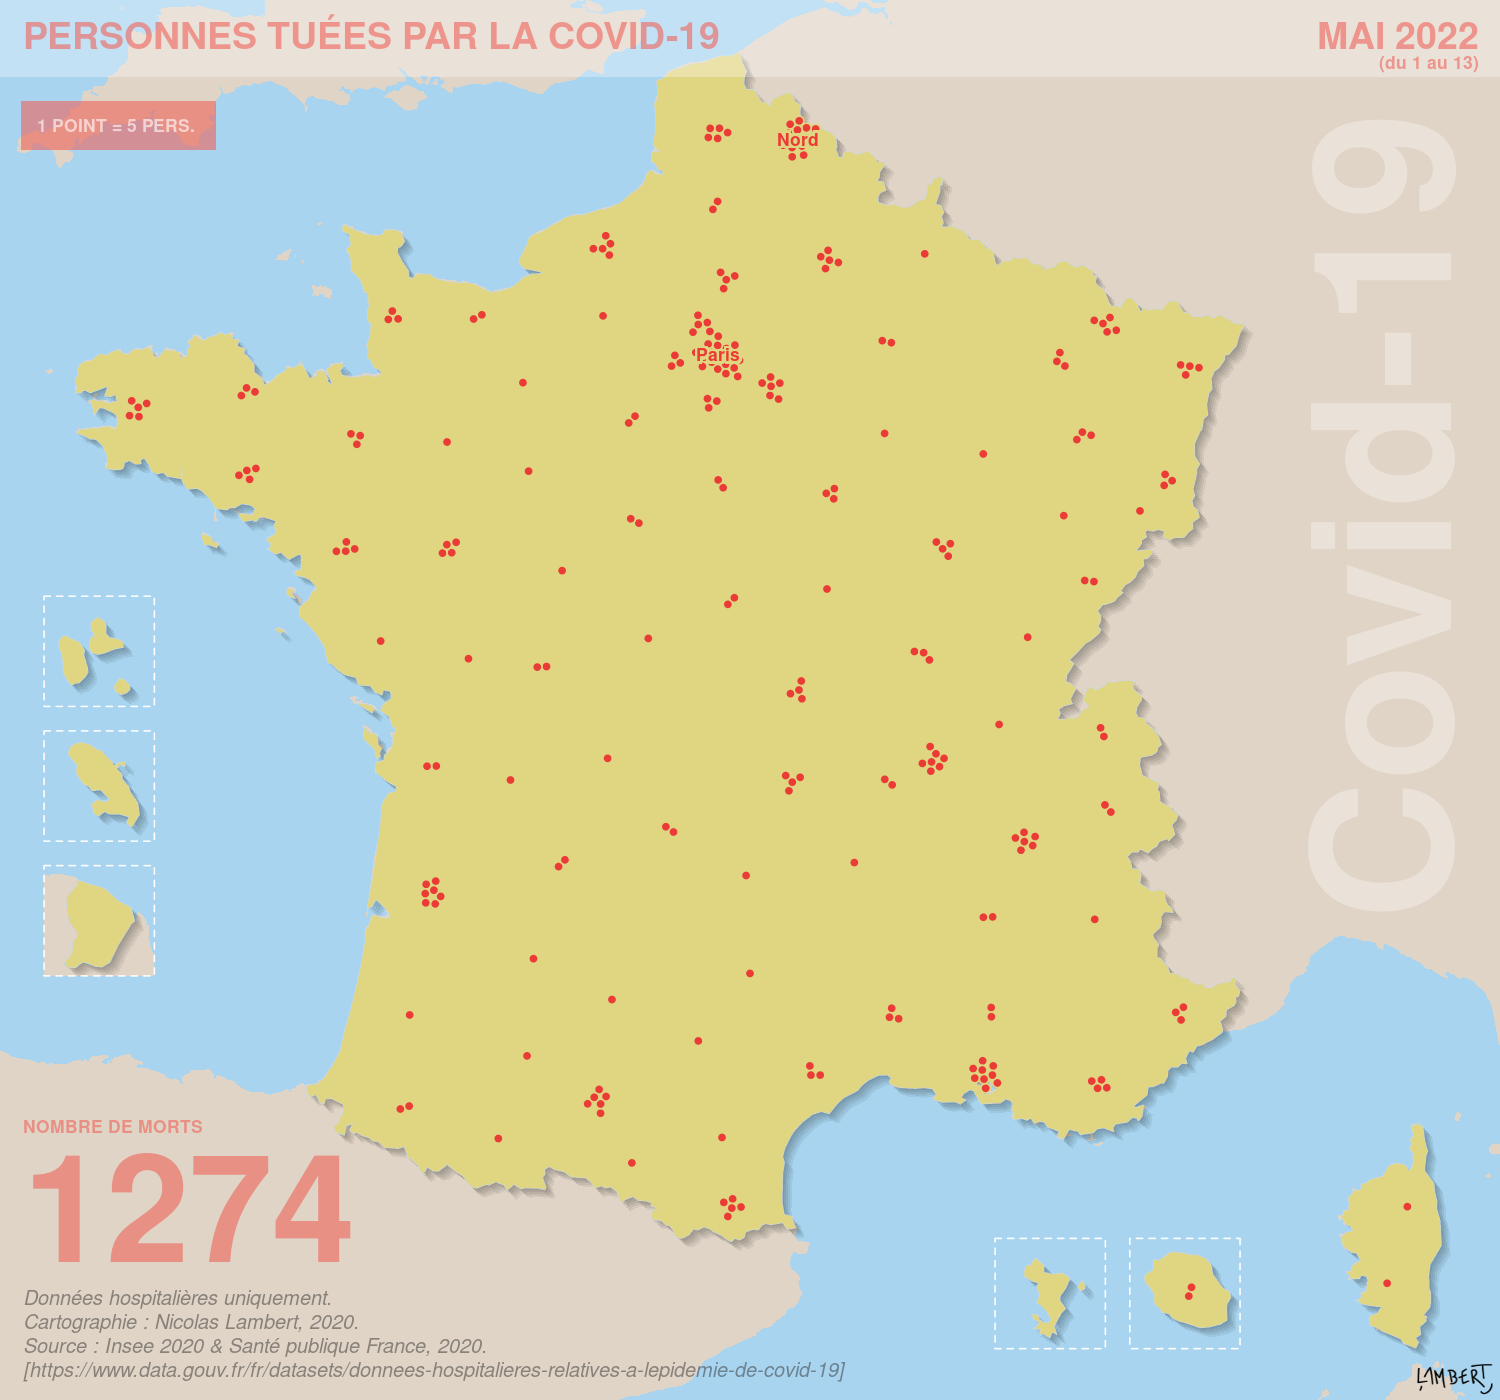 PERSONNES TUÉES PAR LA COVID-19
MAI 2022
(du 1 au 13)
1 POINT = 5 PERS.
Nord
Paris
Covid-19
NOMBRE DE MORTS
1274
Données hospitalières uniquement.
Cartographie : Nicolas Lambert, 2020.
Source : Insee 2020 & Santé publique France, 2020.
[https://www.data.gouv.fr/fr/datasets/donnees-hospitalieres-relatives-a-lepidemie-de-covid-19]
LAMBERT